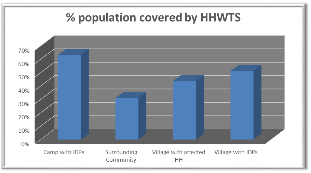 % population covered by HHWTS
70%
60%
50%
40%
30%
20%
10%
0%
Camp with IDPs
Surrounding
Community
Village with affected
HH
Village with IDPs